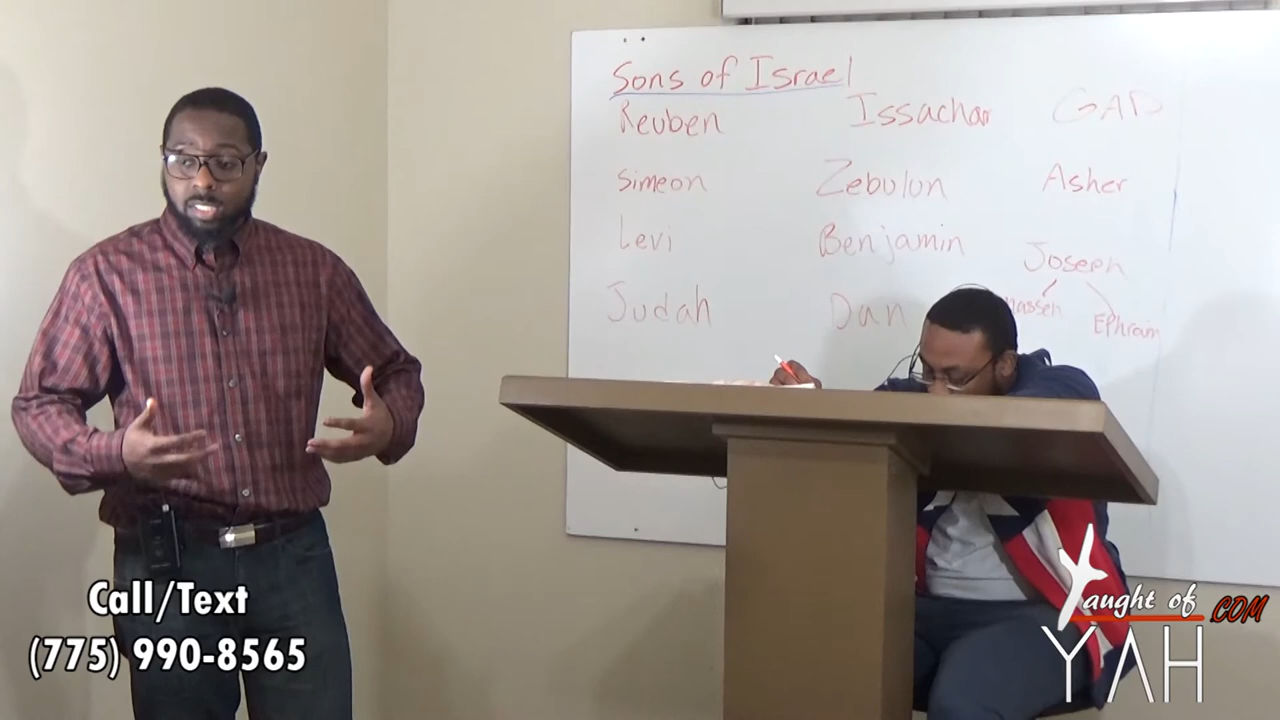 Sons of Israel
Reuben Issachar GAD
Simeon Zebulun Asher
Levi Benjamin Joseph
Judah Dan Ephraim
Call/Text
(775) 990-8565
Taught of .COM
YAH